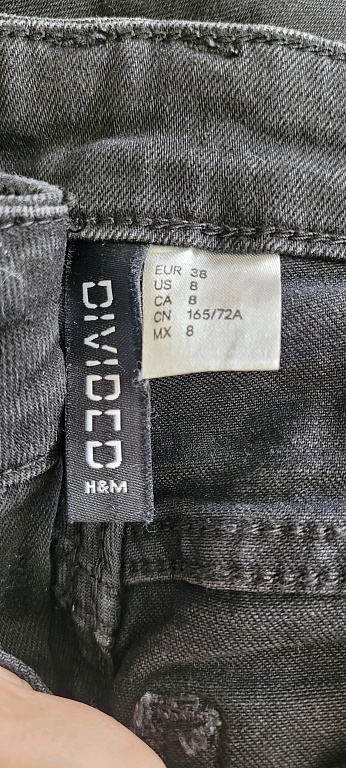 DIVIDED
H&M
EUR 38
US 8
CA 8
CN 165/72A
MX 8